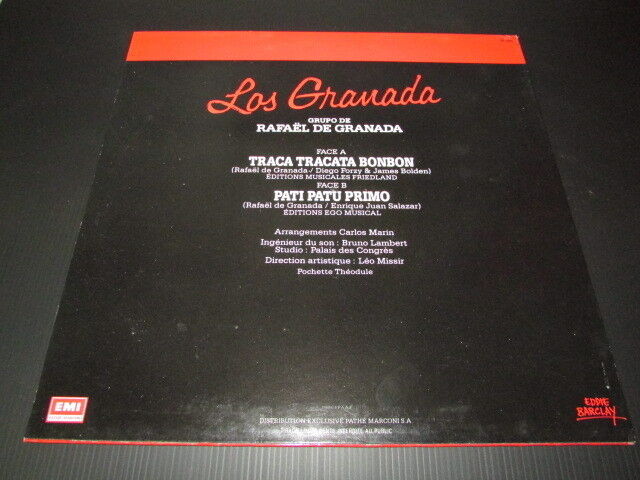 Los Granada
GRUPO DE
RAFAËL DE GRANADA
FACE A
TRACA TRACATA BONBON
(Rafaël de Granada / Diego Forzy & James Bolden)
ÉDITIONS MUSICALES FRIEDLAND
FACE B
PATI PATU PRIMO
(Rafaël de Granada / Enrique Juan Salazar)
ÉDITIONS EGO MUSICAL
Arrangements Carlos Marin
Ingénieur du son : Bruno Lambert
Studio : Palais des Congrès
Direction artistique : Léo Missir
Pochette Théodule
EMI
EDDIE
BARCLAY
DISTRIBUTION EXCLUSIVE PATHE MARCONI S.A
AU PUBLIC